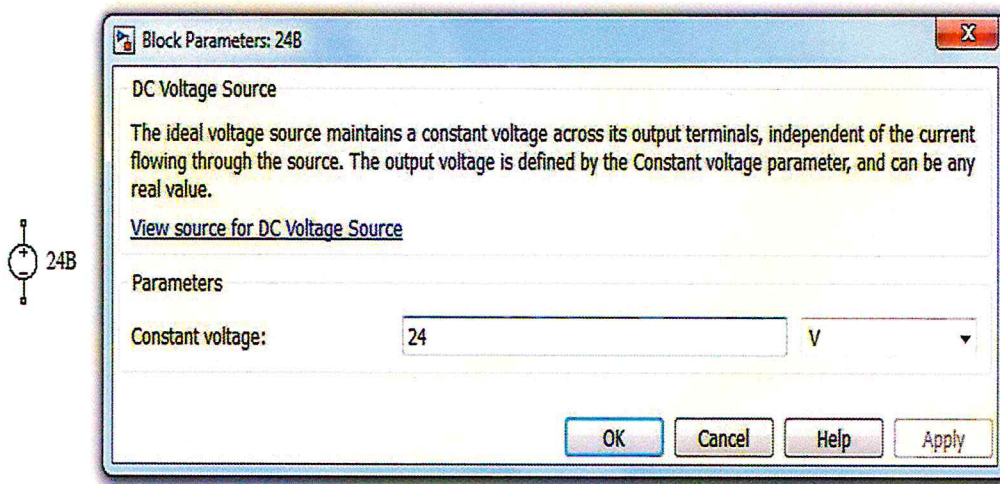 Block Parameters: 24В
X
DC Voltage Source
The ideal voltage source maintains a constant voltage across its output terminals, independent of the current
flowing through the source. The output voltage is defined by the Constant voltage parameter, and can be any
real value.
View source for DC Voltage Source
24В
Parameters
Constant voltage:
24
V
OK
Cancel
Help
Apply